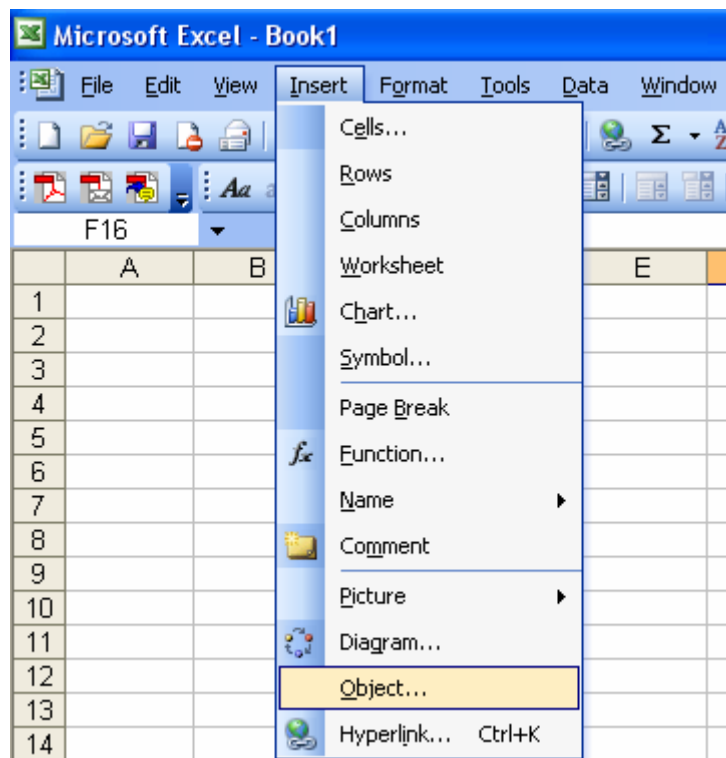 Microsoft Excel - Book1
File Edit View Insert Format Tools Data Window
Cells...
Σ
Rows
Aa
Columns
F16
A B E
Worksheet
1
Chart...
2
Symbol...
3
4
Page Break
5
fx Function...
6
7
Name
8
Comment
9
Picture
10
11
Diagram...
12
Object...
13
Hyperlink... Ctrl+K
14